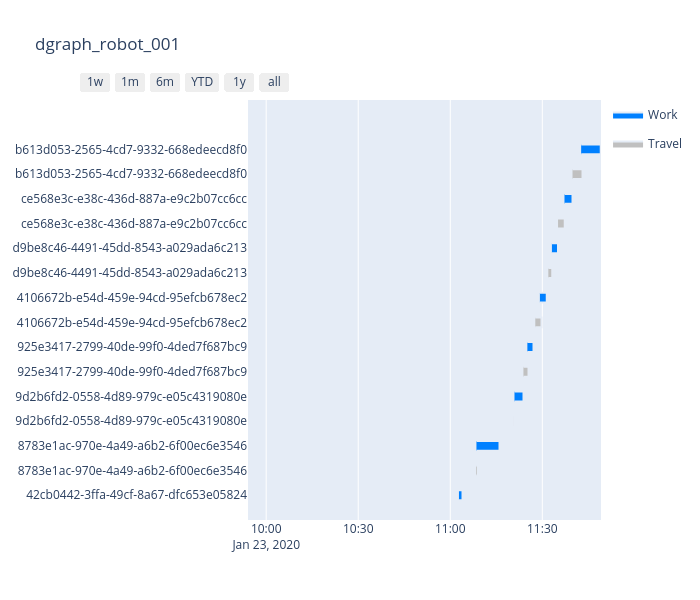 dgraph_robot_001
1w 1m 6m YTD 1y all
Work
Travel
b613d053-2565-4cd7-9332-668edeecd8f0
b613d053-2565-4cd7-9332-668edeecd8f0
ce568e3c-e38c-436d-887a-e9c2b07cc6cc
ce568e3c-e38c-436d-887a-e9c2b07cc6cc
d9be8c46-4491-45dd-8543-a029ada6c213
d9be8c46-4491-45dd-8543-a029ada6c213
4106672b-e54d-459e-94cd-95efcb678ec2
4106672b-e54d-459e-94cd-95efcb678ec2
925e3417-2799-40de-99f0-4ded7f687bc9
925e3417-2799-40de-99f0-4ded7f687bc9
9d2b6fd2-0558-4d89-979c-e05c4319080e
9d2b6fd2-0558-4d89-979c-e05c4319080e
8783e1ac-970e-4a49-a6b2-6f00ec6e3546
8783e1ac-970e-4a49-a6b2-6f00ec6e3546
42cb0442-3ffa-49cf-8a67-dfc653e05824
10:00 10:30 11:00 11:30
Jan 23, 2020